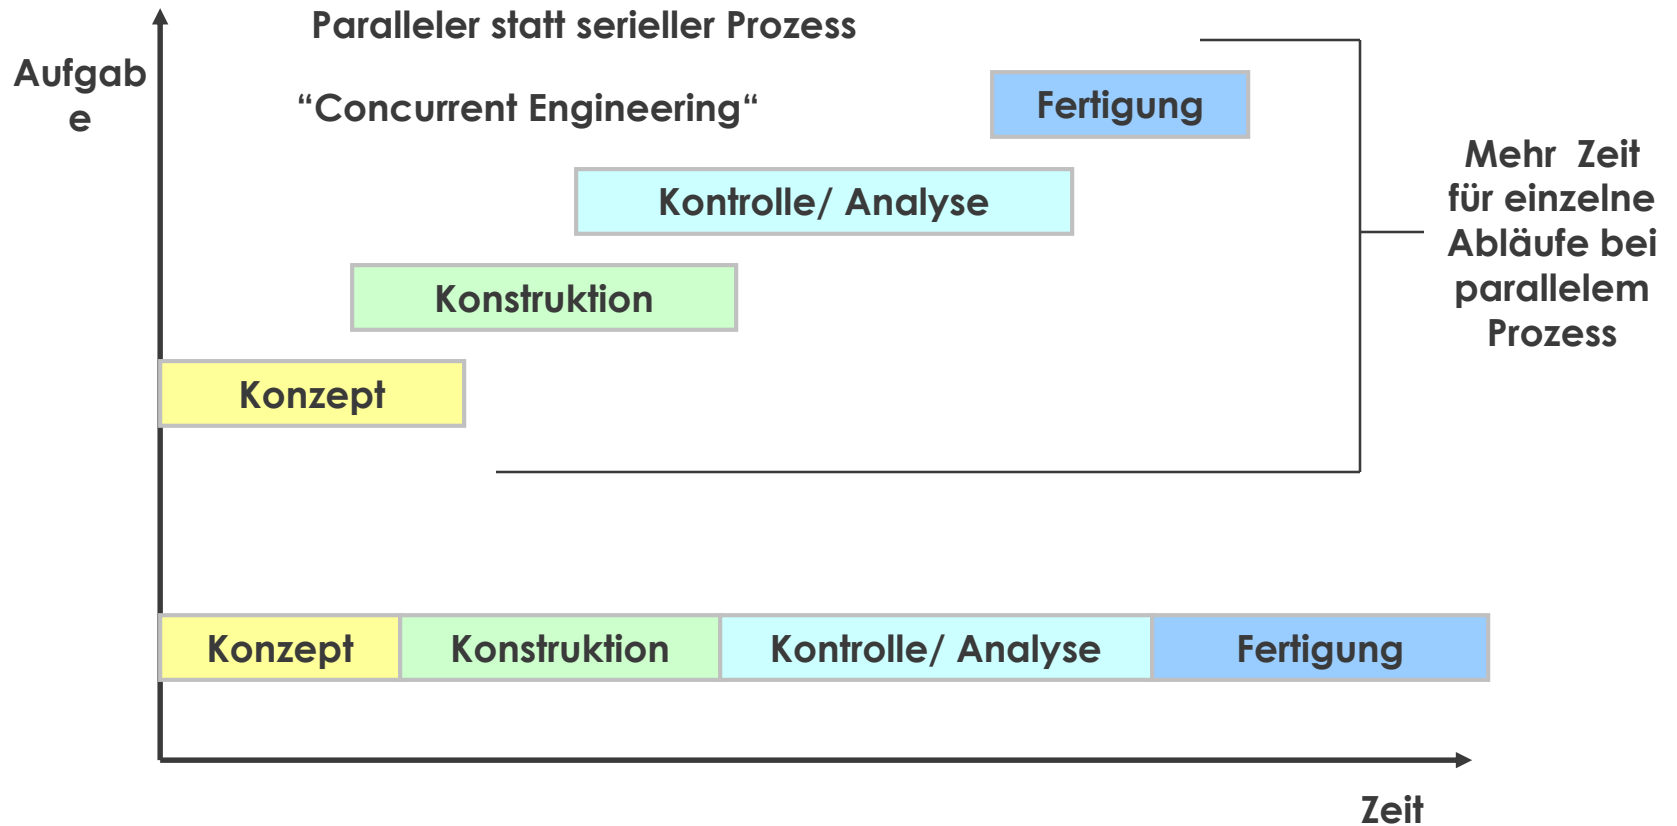 Paralleler statt serieller Prozess
Aufgab
e
“Concurrent Engineering“
Fertigung
Kontrolle/ Analyse
Konstruktion
Konzept
Mehr  Zeit
für einzelne
Abläufe bei
parallelem
Prozess
Konzept
Konstruktion
Kontrolle/ Analyse
Fertigung
Zeit